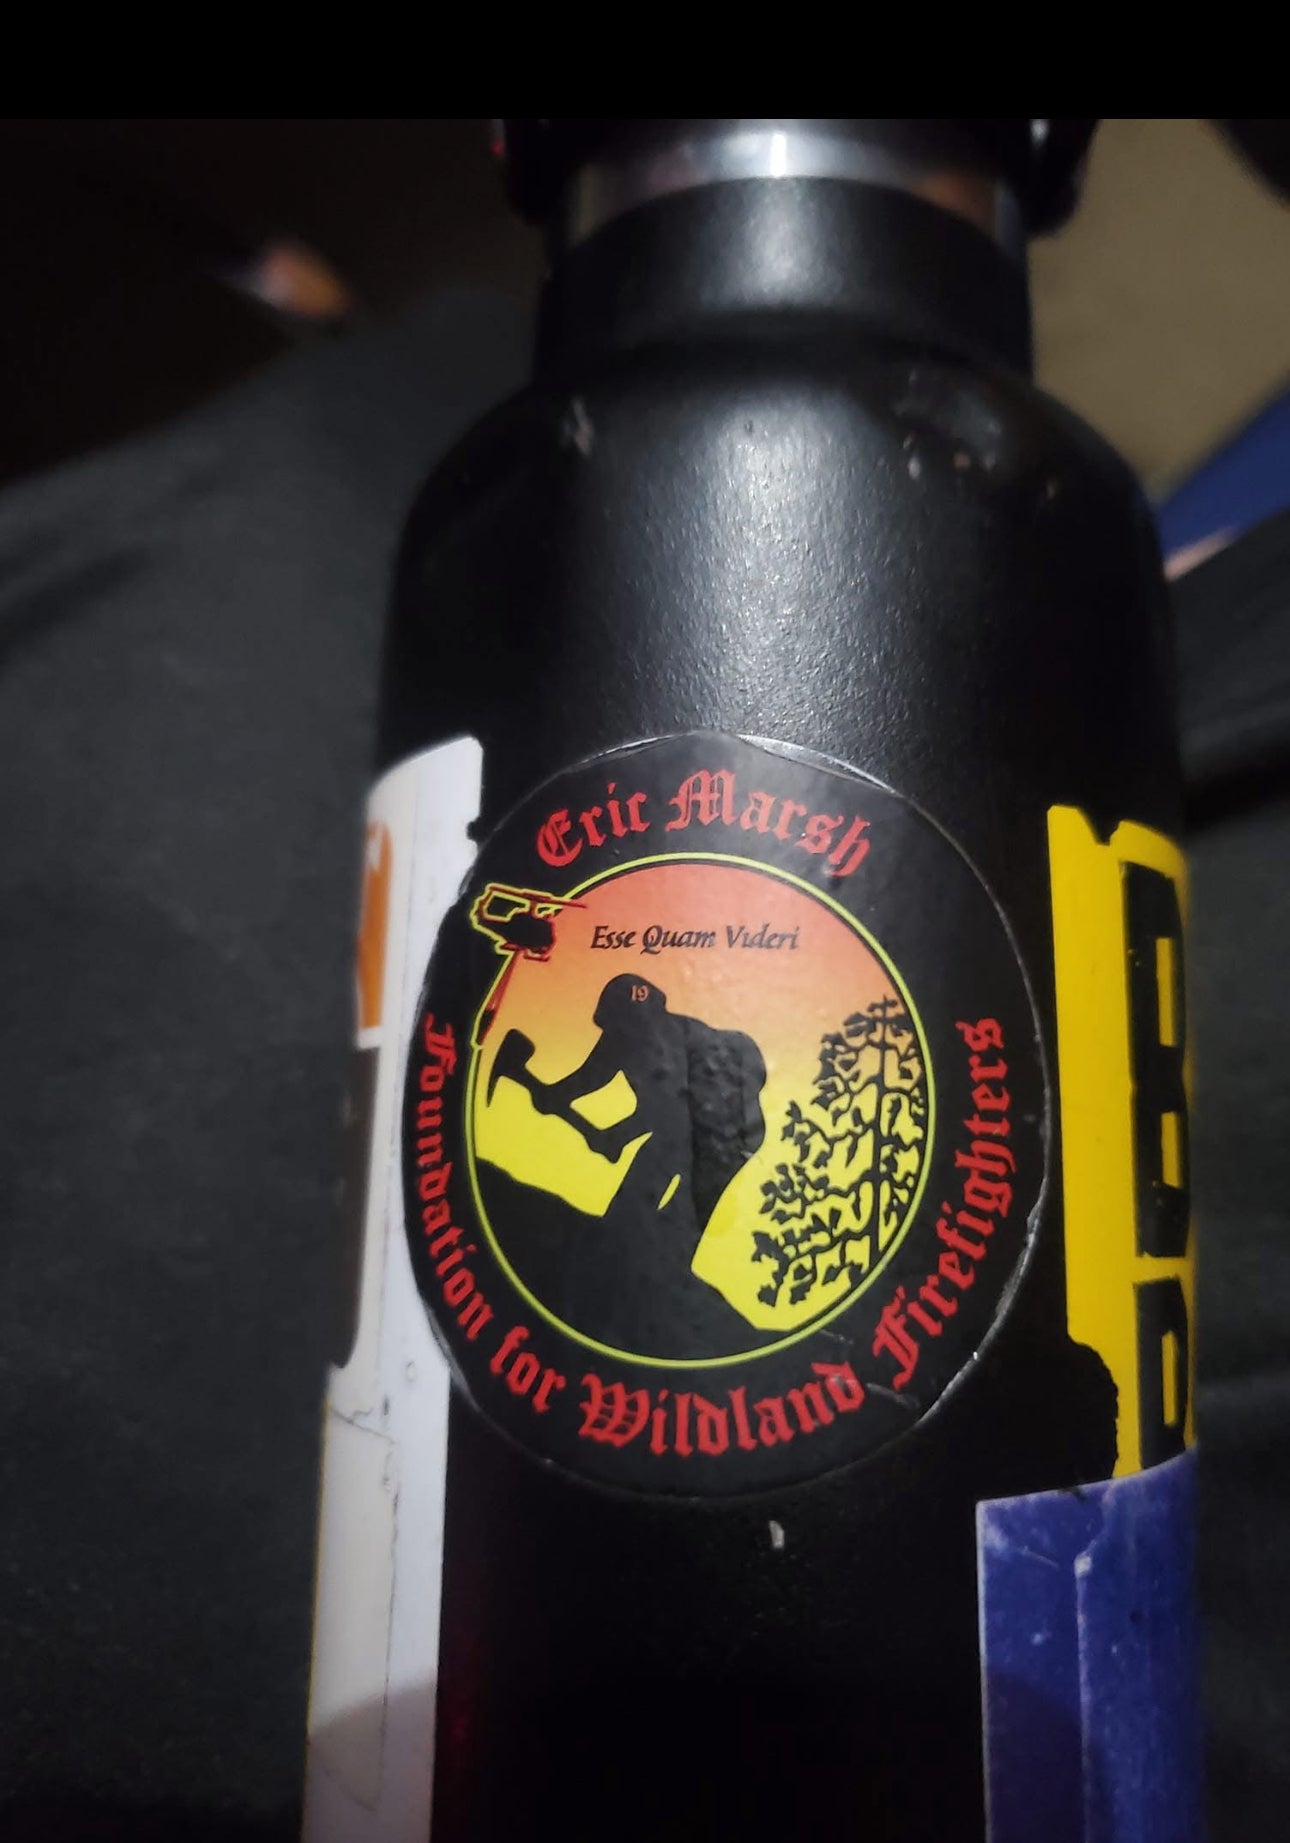 Eric Marsh
Esse Quam Videri
19
Foundation for Wildland Firefighters